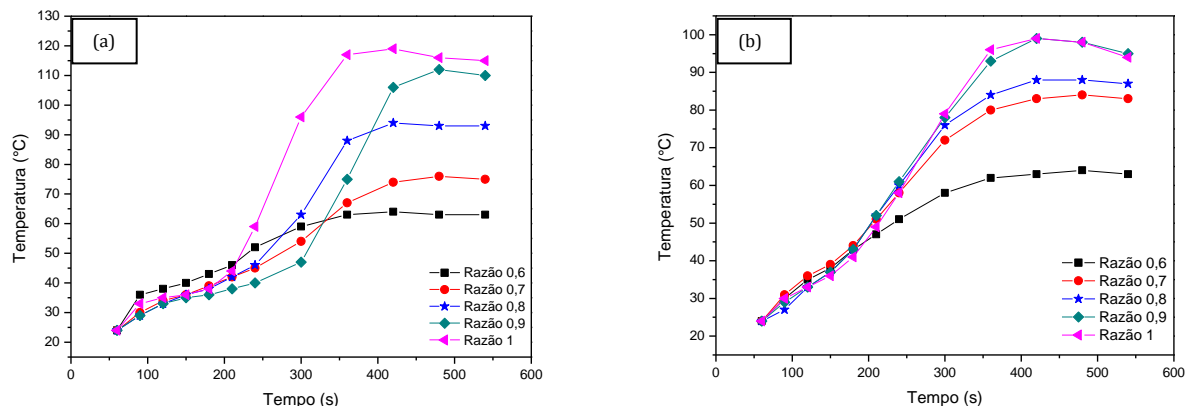 (a)
130
120
110
100
90
80
70
60
50
40
30
20
Temperatura (°C)
Razão 0,6
Razão 0,7
Razão 0,8
Razão 0,9
Razão 1
0 100 200 300 400 500 600
Tempo (s)
(b)
100
90
80
70
60
50
40
30
20
Temperatura (°C)
Razão 0,6
Razão 0,7
Razão 0,8
Razão 0,9
Razão 1
0 100 200 300 400 500 600
Tempo (s)